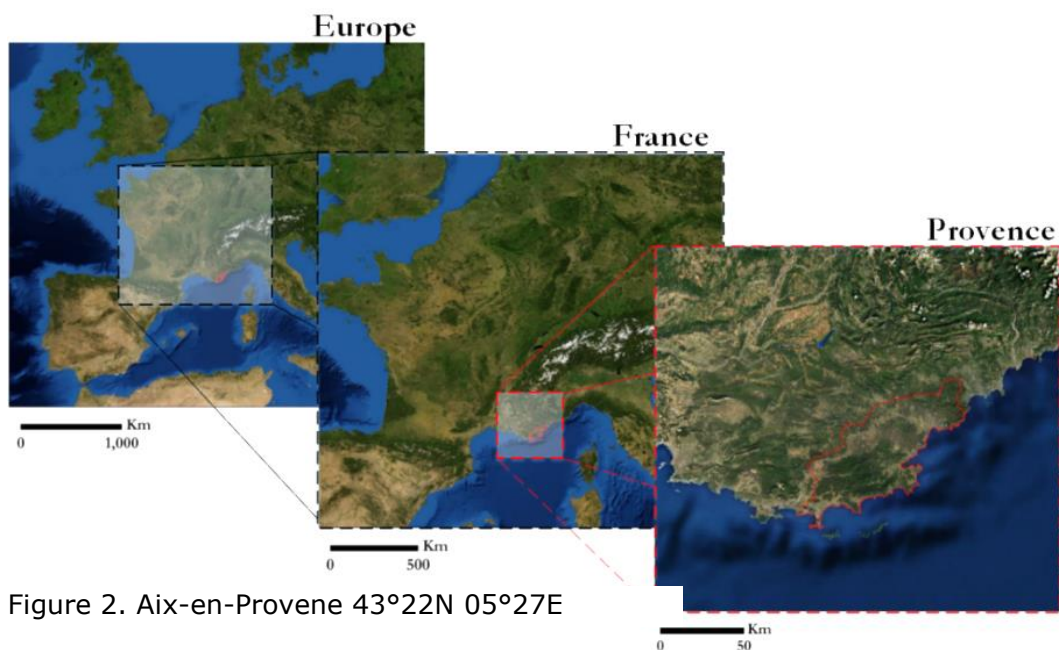 Europe
France
Provence
Km
0 1,000
Km
0 500
Figure 2. Aix-en-Provene 43°22N 05°27E
Km
0 50